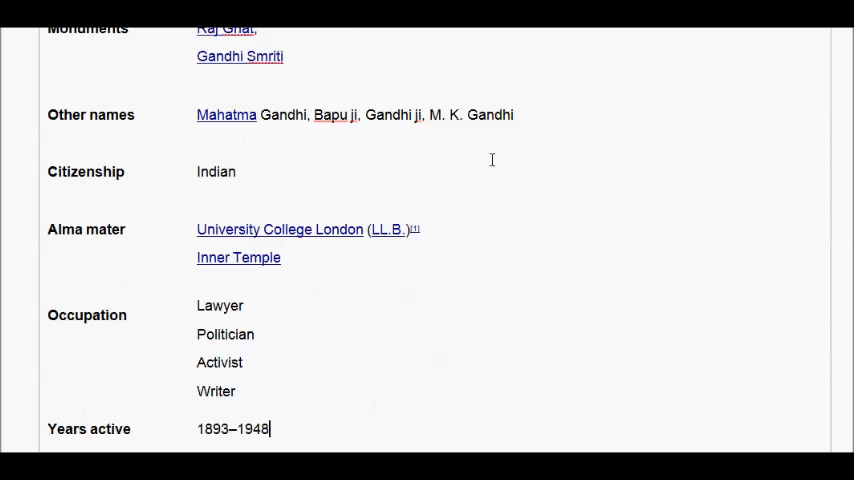 Monuments Raj Ghat,
Gandhi Smriti
Other names Mahatma Gandhi, Bapu ji, Gandhi ji, M. K. Gandhi
Citizenship Indian
Alma mater University College London (LL.B.)[1]
Inner Temple
Lawyer
Occupation
Politician
Activist
Writer
Years active 1893–1948